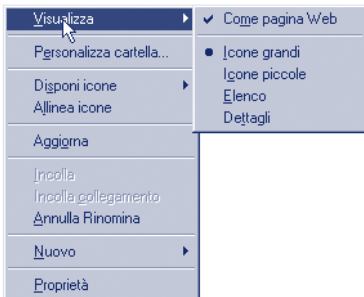 Visualizza
Personalizza cartella...
Disponi icone
Allinea icone
Aggiorna
Incolla
Incolla collegamento
Annulla Rinomina
Nuovo
Proprietà
Come pagina Web
Icone grandi
Icone piccole
Elenco
Dettagli